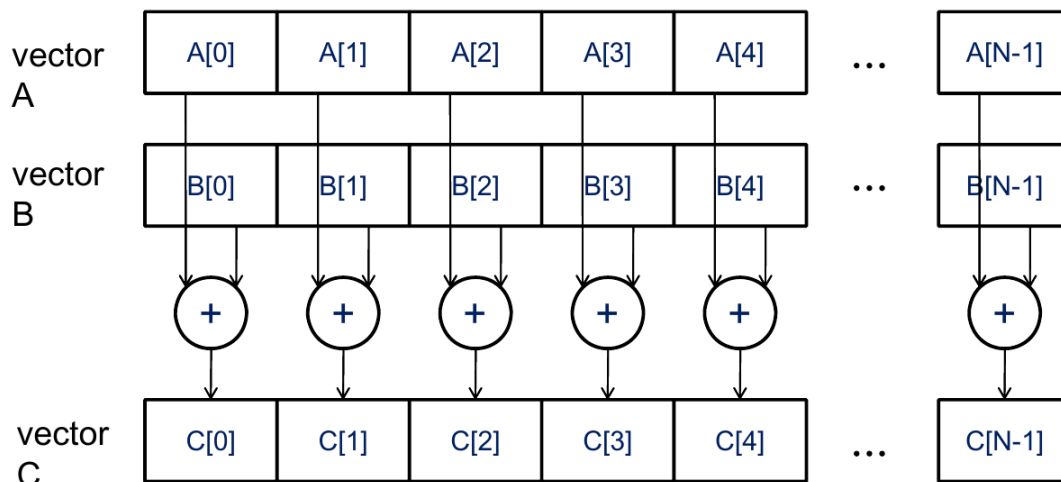 vector A[0] A[1] A[2] A[3] A[4] ... A[N-1]
A
vector B[0] B[1] B[2] B[3] B[4] ... B[N-1]
B
+ + + + + +
vector C[0] C[1] C[2] C[3] C[4] ... C[N-1]
C